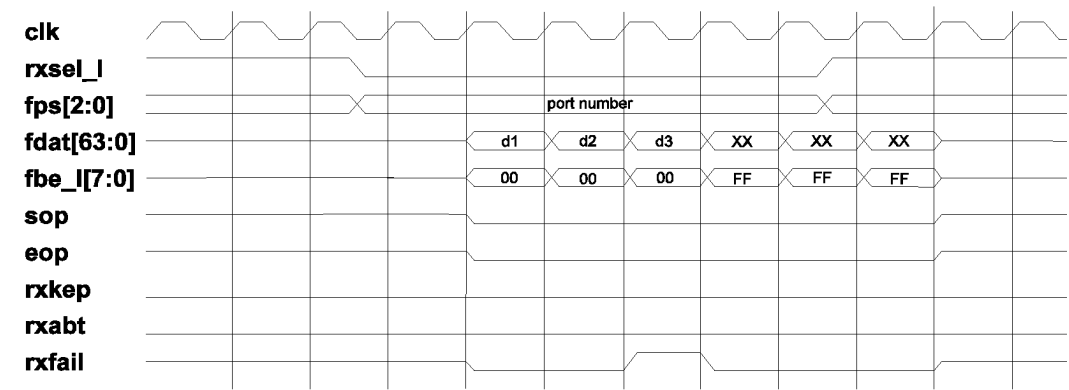 clk
rxsel_l
fps[2:0] port number
fdat[63:0] d1 d2 d3 XX XX XX
fbe_l[7:0] 00 00 00 FF FF FF
sop
eop
rxkep
rxabt
rxfail